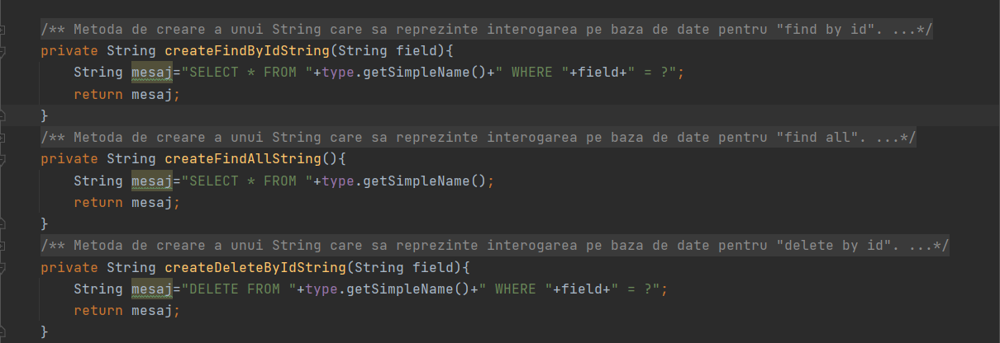 /** Metoda de creare a unui String care sa reprezinte interogarea pe baza de date pentru "find by id". ...*/
private String createFindByIdString(String field){
    String mesaj="SELECT * FROM "+type.getSimpleName()+" WHERE "+field+" = ?";
    return mesaj;
}
/** Metoda de creare a unui String care sa reprezinte interogarea pe baza de date pentru "find all". ...*/
private String createFindAllString(){
    String mesaj="SELECT * FROM "+type.getSimpleName();
    return mesaj;
}
/** Metoda de creare a unui String care sa reprezinte interogarea pe baza de date pentru "delete by id". ...*/
private String createDeleteByIdString(String field){
    String mesaj="DELETE FROM "+type.getSimpleName()+" WHERE "+field+" = ?";
    return mesaj;
}